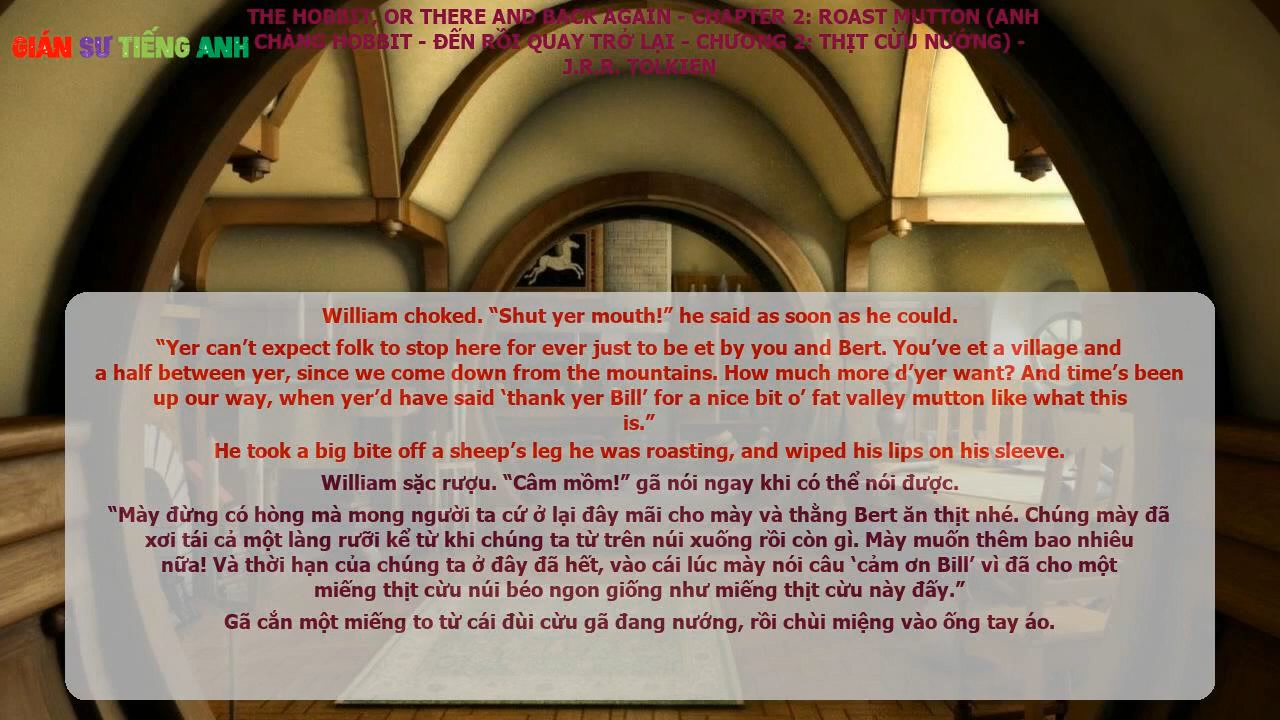 THE HOBBIT, OR THERE AND BACK AGAIN - CHAPTER 2: ROAST MUTTON (ANH
CHÀNG HOBBIT - ĐẾN RỒI QUAY TRỞ LẠI - CHƯƠNG 2: THỊT CỪU NƯỚNG) -
J.R.R. TOLKIEN
GIÁN SỨ TIẾNG ANH
William choked. “Shut yer mouth!” he said as soon as he could.
“Yer can’t expect folk to stop here for ever just to be et by you and Bert. You’ve et a village and
a half between yer, since we come down from the mountains. How much more d’yer want? And time’s been
up our way, when yer’d have said ‘thank yer Bill’ for a nice bit o’ fat valley mutton like what this
is.”
He took a big bite off a sheep’s leg he was roasting, and wiped his lips on his sleeve.
William sặc rượu. “Câm mồm!” gã nói ngay khi có thể nói được.
“Mày đừng có hòng mà mong người ta cứ ở lại đây mãi cho mày và thằng Bert ăn thịt nhé. Chúng mày đã
xơi tái cả một làng rưỡi kể từ khi chúng ta từ trên núi xuống rồi còn gì. Mày muốn thêm bao nhiêu
nữa! Và thời hạn của chúng ta ở đây đã hết, vào cái lúc mày nói câu ‘cảm ơn Bill’ vì đã cho một
miếng thịt cừu núi béo ngon giống như miếng thịt cừu này đấy.”
Gã cắn một miếng to từ cái đùi cừu gã đang nướng, rồi chùi miệng vào ống tay áo.